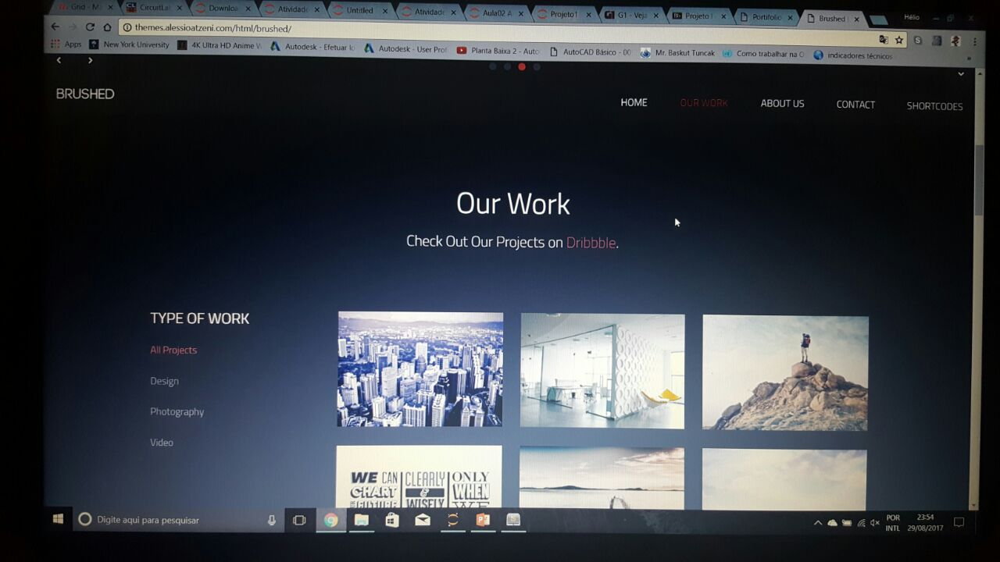 Grid - M CircuitLa Downloa Atividade Untitled Atividade Aula02 A Projeto1 G1 - Veja Projeto Portifolio Brushed Hélio
themes.alessioatzeni.com/html/brushed/
Apps New York University 4K Ultra HD Anime Autodesk - Efetuar lo Autodesk - User Prof Planta Baixa 2 - Auto AutoCAD Básico - 00 Mr. Baskut Tuncak Como trabalhar na O indicadores técnicos
BRUSHED
HOME OUR WORK ABOUT US CONTACT SHORTCODES
Our Work
Check Out Our Projects on Dribbble.
TYPE OF WORK
All Projects
Design
Photography
Video
WE CAN CLEARLY ONLY
CHART & WHEN
FUTURE WISELY WE
Digite aqui para pesquisar
POR 23:54
INTL 29/08/2017